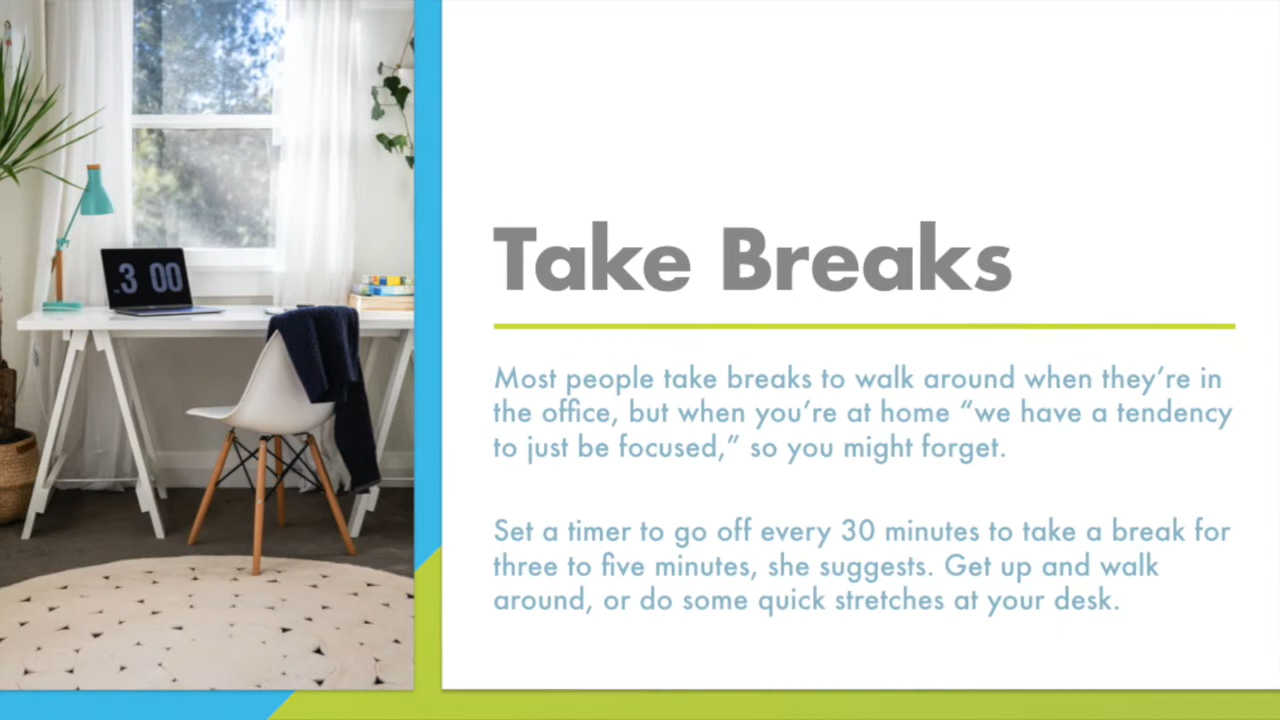 3 00
Take Breaks
Most people take breaks to walk around when they’re in
the office, but when you’re at home “we have a tendency
to just be focused,” so you might forget.
Set a timer to go off every 30 minutes to take a break for
three to five minutes, she suggests. Get up and walk
around, or do some quick stretches at your desk.